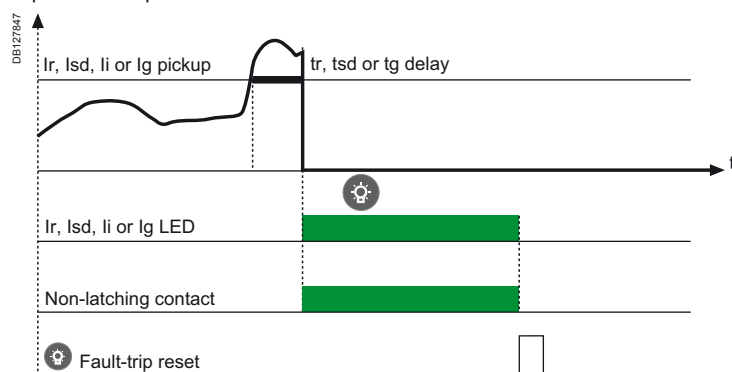 DB127847
Ir, Isd, Ii or Ig pickup
tr, tsd or tg delay
t
Ir, Isd, Ii or Ig LED
Non-latching contact
Fault-trip reset